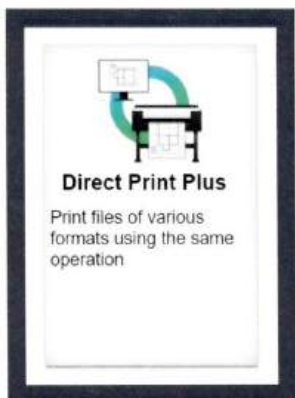 Direct Print Plus
Print files of various
formats using the same
operation